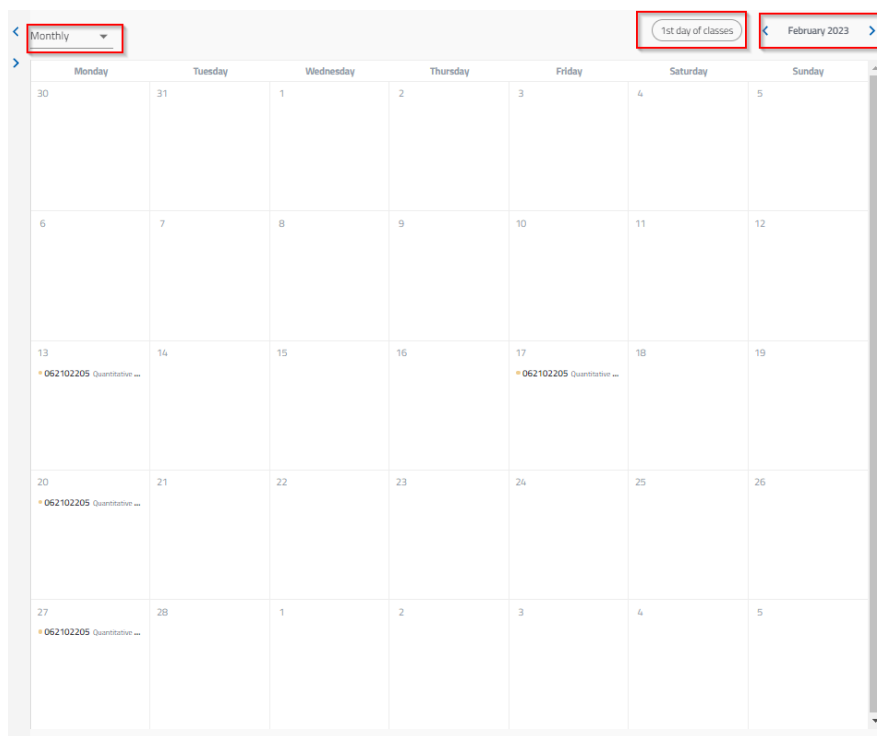 Monthly
1st day of classes
February 2023
Monday Tuesday Wednesday Thursday Friday Saturday Sunday
30 31 1 2 3 4 5
6 7 8 9 10 11 12
13 14 15 16 17 18 19
062102205 Quantitative ... 062102205 Quantitative ...
20 21 22 23 24 25 26
062102205 Quantitative ...
27 28 1 2 3 4 5
062102205 Quantitative ...